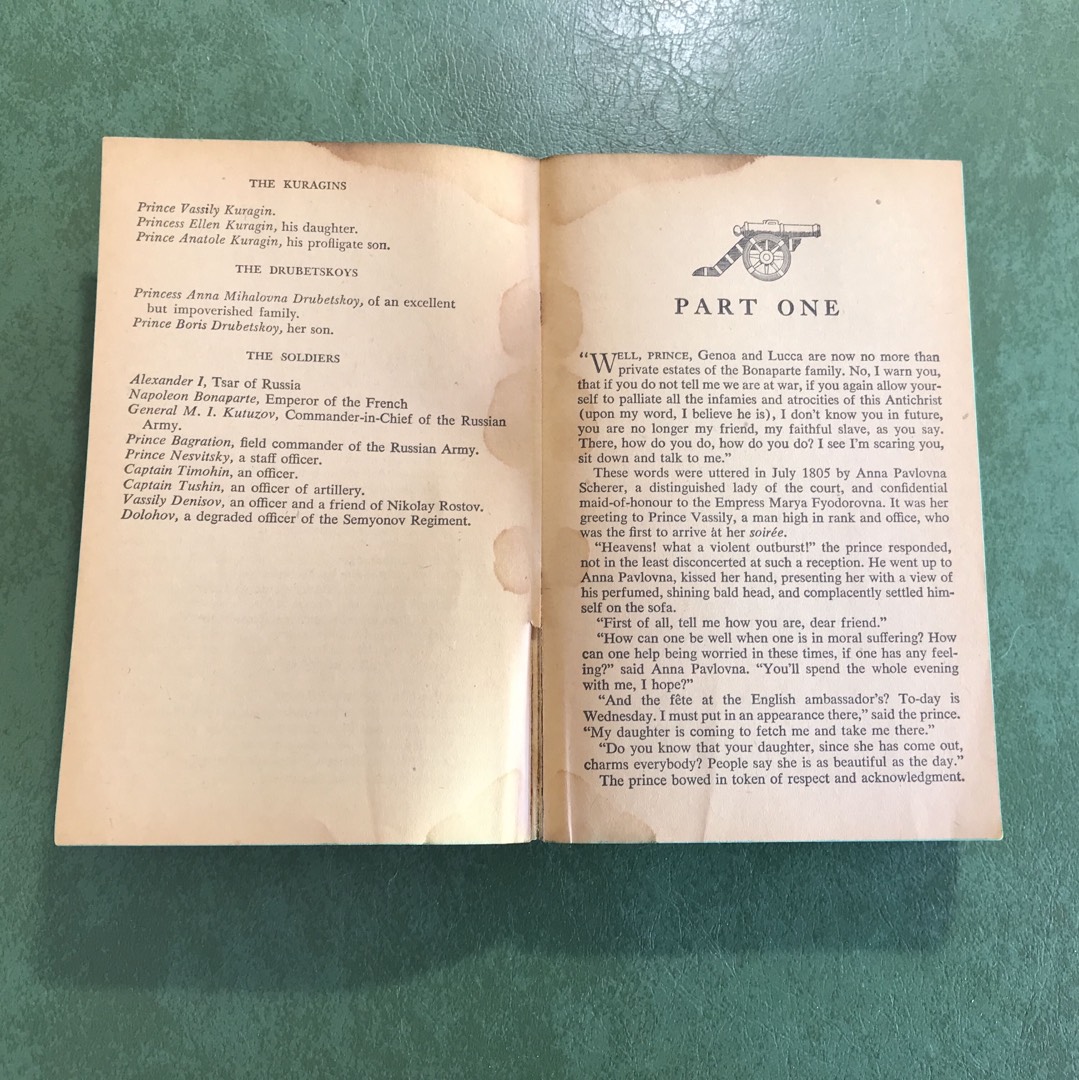 THE KURAGINS
Prince Vassily Kuragin.
Princess Ellen Kuragin, his daughter.
Prince Anatole Kuragin, his profligate son.
THE DRUBETSKOYS
Princess Anna Mihalovna Drubetskoy, of an excellent
but impoverished family.
Prince Boris Drubetskoy, her son.
THE SOLDIERS
Alexander I, Tsar of Russia
Napoleon Bonaparte, Emperor of the French
General M. I. Kutuzov, Commander-in-Chief of the Russian
Army.
Prince Bagration, field commander of the Russian Army.
Prince Nesvitsky, a staff officer.
Captain Timohin, an officer.
Captain Tushin, an officer of artillery.
Vassily Denisov, an officer and a friend of Nikolay Rostov.
Dolohov, a degraded officer of the Semyonov Regiment.
PART ONE
“WELL, PRINCE, Genoa and Lucca are now no more than
private estates of the Bonaparte family. No, I warn you,
that if you do not tell me we are at war, if you again allow your-
self to palliate all the infamies and atrocities of this Antichrist
(upon my word, I believe he is), I don’t know you in future,
you are no longer my friend, my faithful slave, as you say.
There, how do you do, how do you do? I see I’m scaring you,
sit down and talk to me.”
These words were uttered in July 1805 by Anna Pavlovna
Scherer, a distinguished lady of the court, and confidential
maid-of-honour to the Empress Marya Fyodorovna. It was her
greeting to Prince Vassily, a man high in rank and office, who
was the first to arrive at her soirée.
“Heavens! what a violent outburst!” the prince responded,
not in the least disconcerted at such a reception. He went up to
Anna Pavlovna, kissed her hand, presenting her with a view of
his perfumed, shining bald head, and complacently settled him-
self on the sofa.
“First of all, tell me how you are, dear friend.”
“How can one be well when one is in moral suffering? How
can one help being worried in these times, if one has any feel-
ing?” said Anna Pavlovna. “You’ll spend the whole evening
with me, I hope?”
“And the fête at the English ambassador’s? To-day is
Wednesday. I must put in an appearance there,” said the prince.
“My daughter is coming to fetch me and take me there.”
“Do you know that your daughter, since she has come out,
charms everybody? People say she is as beautiful as the day.”
The prince bowed in token of respect and acknowledgment.